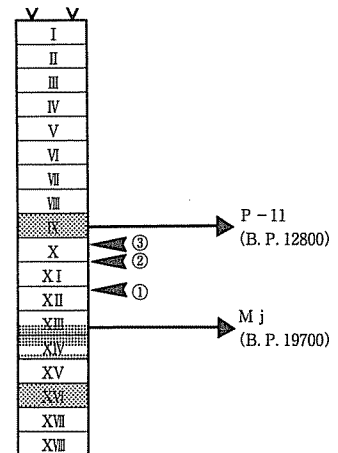 I
II
III
IV
V
VI
VII
VIII
IX
P-11
(B. P. 12800)
③
X
②
XI
①
XII
XIII
Mj
(B. P. 19700)
XIV
XV
XVI
XVII
XVIII